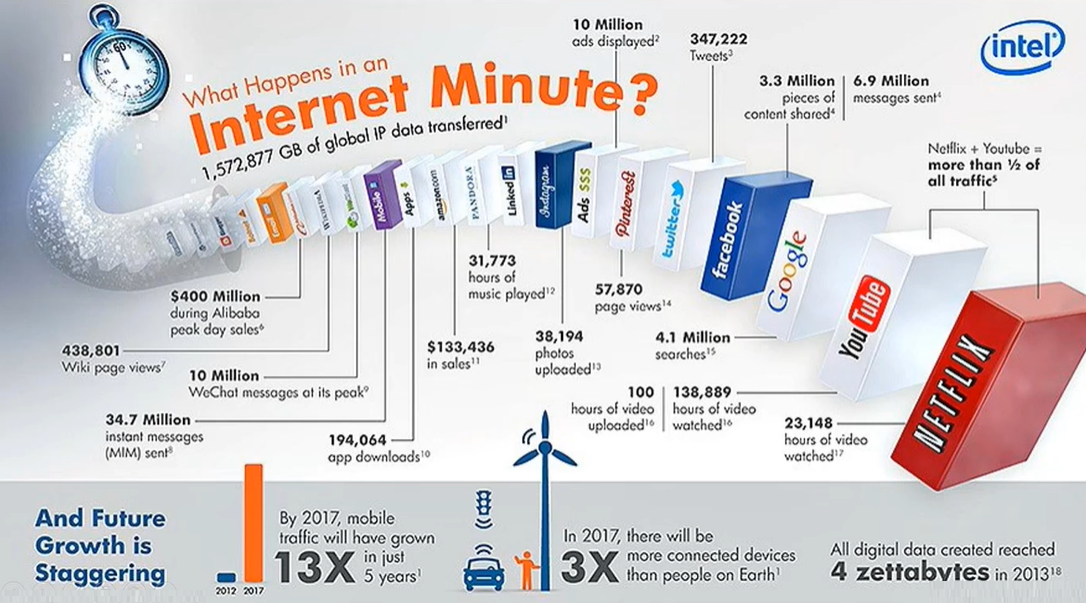 intel
60
What Happens in an
Internet Minute?
1,572,877 GB of global IP data transferred¹
10 Million
ads displayed²
347,222
Tweets³
3.3 Million
pieces of
content shared⁴
6.9 Million
messages sent⁴
Netflix + Youtube =
more than ½ of
all traffic⁵
Mobile
Apps
amazon.com
PANDORA
Linked in
Instagram
Ads $$$
Pinterest
twitter
facebook
Google
YouTube
NETFLIX
Email
WIKIPEDIA
$400 Million
during Alibaba
peak day sales⁶
438,801
Wiki page views⁷
10 Million
WeChat messages at its peak⁹
34.7 Million
instant messages
(MIM) sent⁸
194,064
app downloads¹⁰
$133,436
in sales¹¹
31,773
hours of
music played¹²
38,194
photos
uploaded¹³
57,870
page views¹⁴
4.1 Million
searches¹⁵
100
hours of video
uploaded¹⁶
138,889
hours of video
watched¹⁶
23,148
hours of video
watched¹⁷
And Future
Growth is
Staggering
2012 2017
By 2017, mobile
traffic will have grown
13X in just
5 years¹
In 2017, there will be
3X more connected devices
than people on Earth¹
All digital data created reached
4 zettabytes in 2013¹⁸